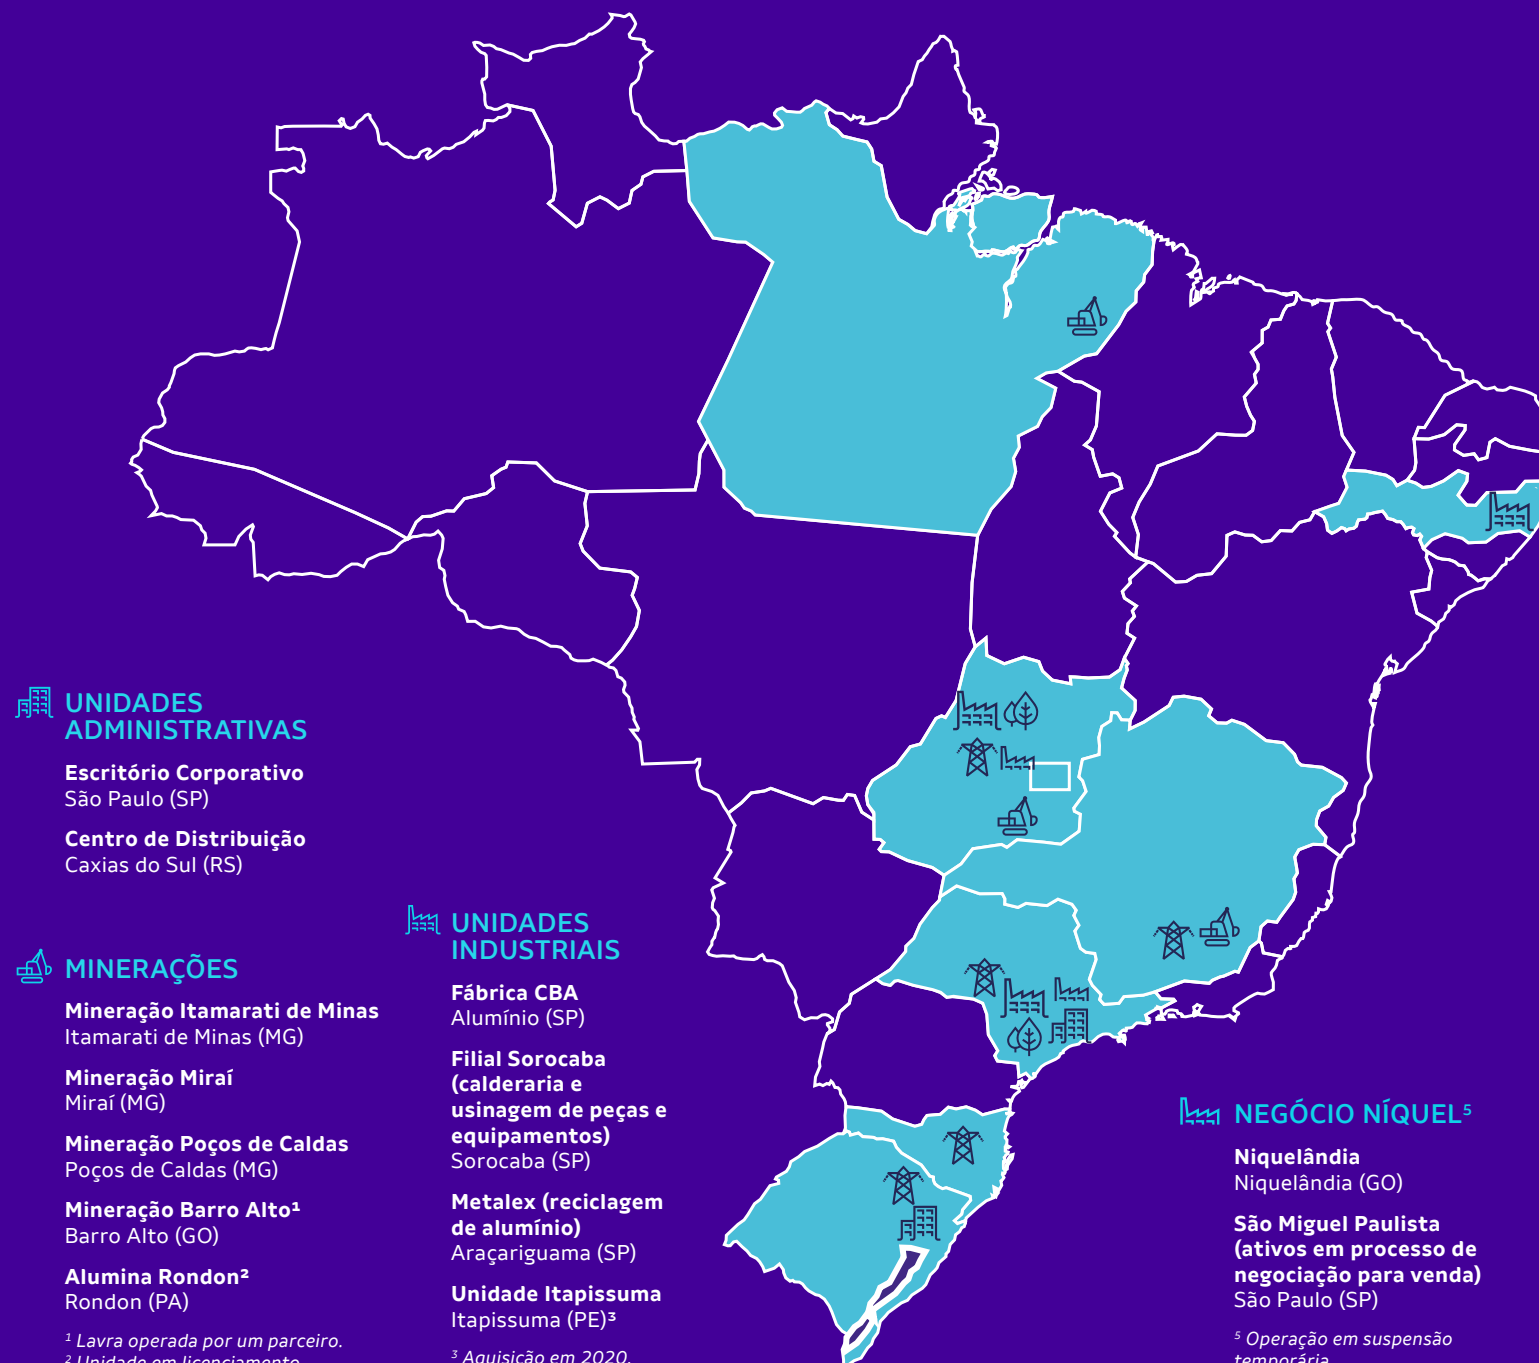 UNIDADES
ADMINISTRATIVAS
Escritório Corporativo
São Paulo (SP)
Centro de Distribuição
Caxias do Sul (RS)
MINERAÇÕES
Mineração Itamarati de Minas
Itamarati de Minas (MG)
Mineração Miraí
Miraí (MG)
Mineração Poços de Caldas
Poços de Caldas (MG)
Mineração Barro Alto¹
Barro Alto (GO)
Alumina Rondon²
Rondon (PA)
¹ Lavra operada por um parceiro.
² Unidade em licenciamento
UNIDADES
INDUSTRIAIS
Fábrica CBA
Alumínio (SP)
Filial Sorocaba
(calderaria e
usinagem de peças e
equipamentos)
Sorocaba (SP)
Metalex (reciclagem
de alumínio)
Araçariguama (SP)
Unidade Itapissuma
Itapissuma (PE)³
³ Aquisição em 2020.
NEGÓCIO NÍQUEL⁵
Niquelândia
Niquelândia (GO)
São Miguel Paulista
(ativos em processo de
negociação para venda)
São Paulo (SP)
⁵ Operação em suspensão
temporária